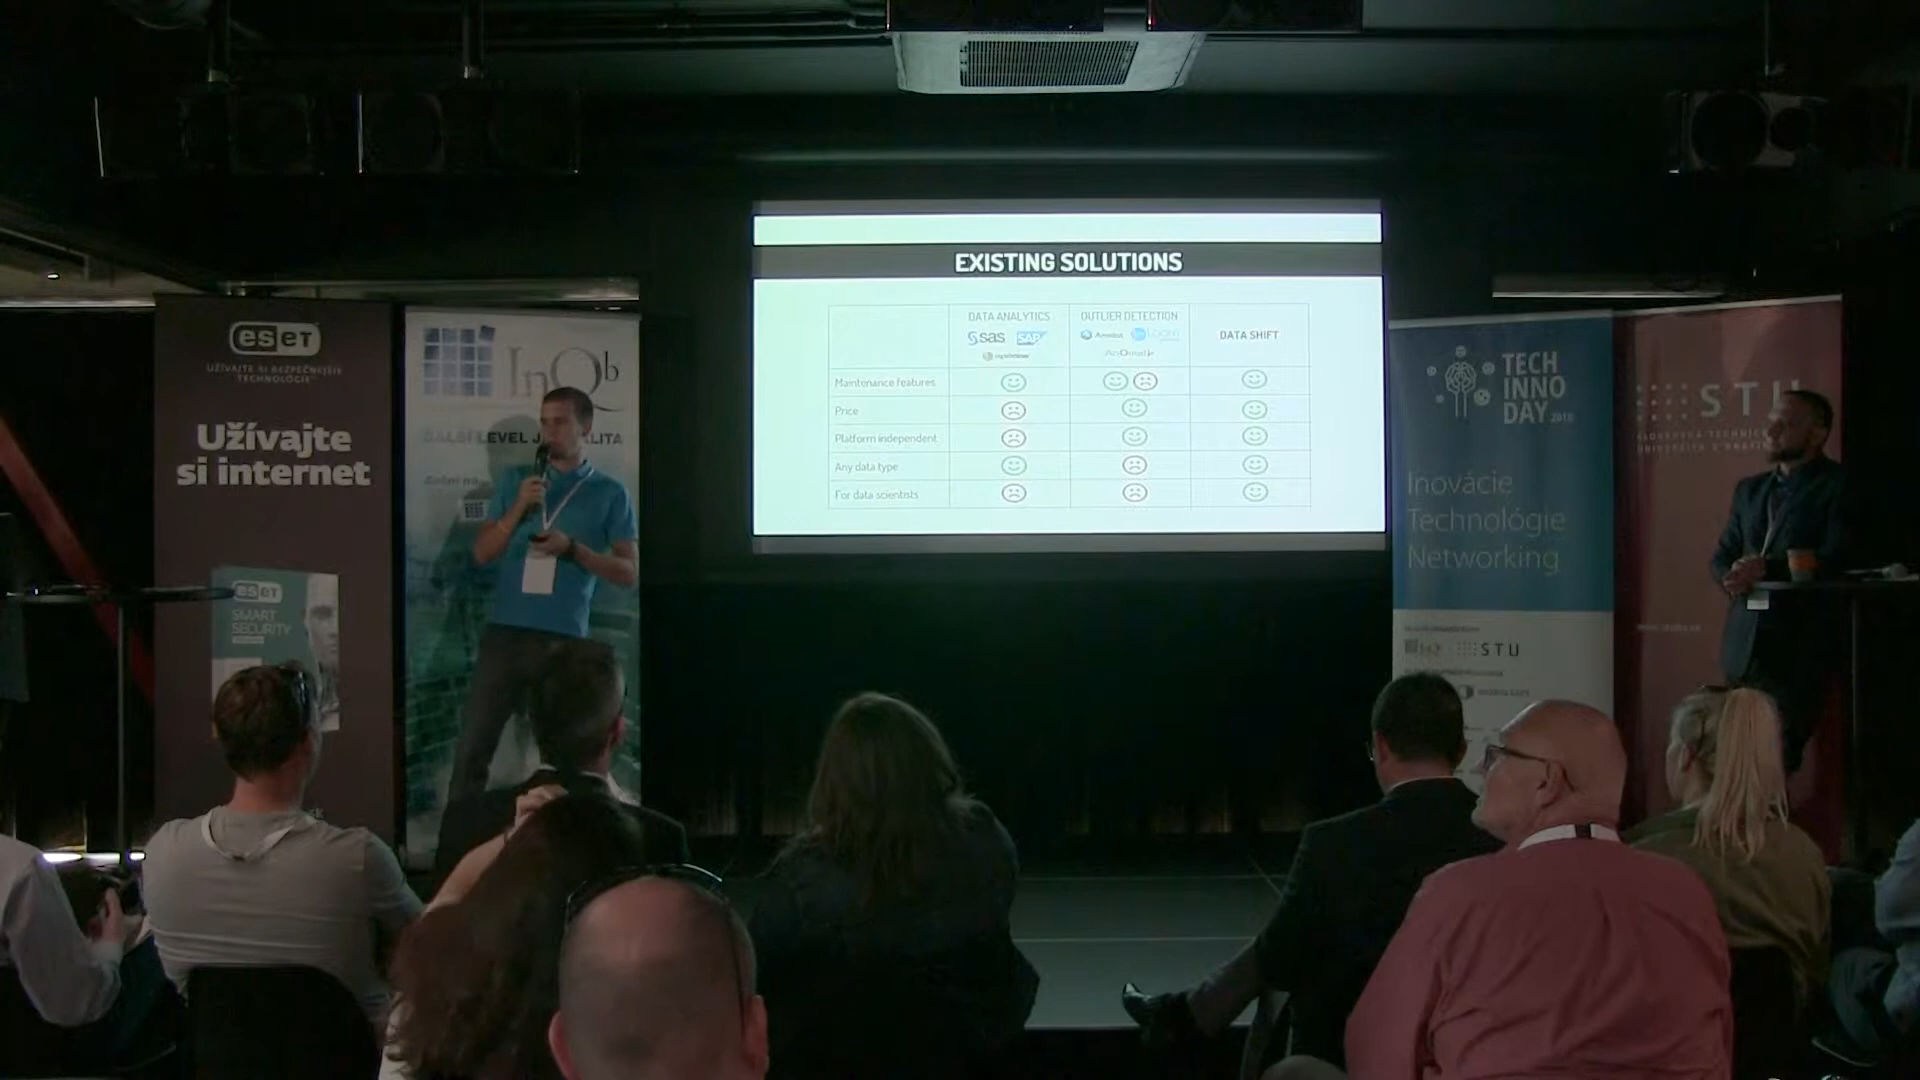 EXISTING SOLUTIONS
DATA ANALYTICS
OUTLIER DETECTION
DATA SHIFT
sas
SAP
Maintenance features
Price
Platform independent
Any data type
For data scientists
eset
UŽÍVAJTE SI BEZPEČNEJŠIE
TECHNOLÓGIE
Užívajte
si internet
eset
SMART
SECURITY
InQb
LEVEL
TECH
INNO
DAY
Inovácie
Technológie
Networking
STU
STU